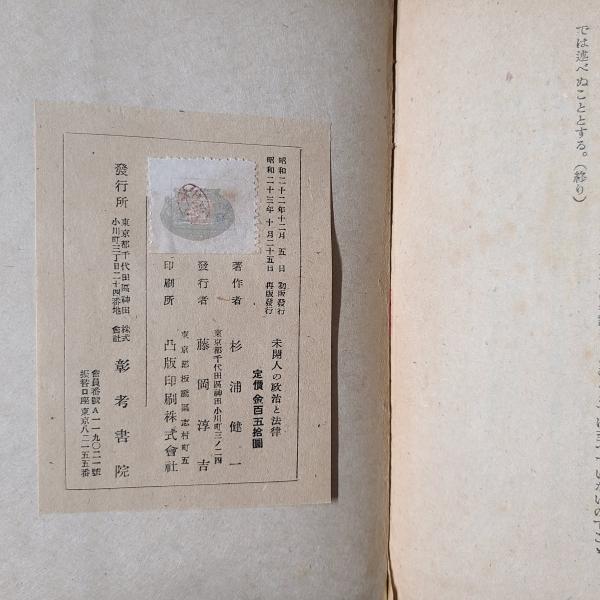 では述べぬこととする。（終り）
昭和二十二年十二月　五　日　初版發行
昭和二十三年　十月二十五日　再版發行
未開人の政治と法律
定價金百五拾圓
著作者　杉浦健一
東京都千代田區神田小川町三ノ二四
發行者　藤岡淳吉
東京都板橋區志村町五
印刷所　凸版印刷株式會社
發行所　東京都千代田區神田小川町三丁目二十四番地　株式會社　彰考書院
會員番號A一一九〇二一號
振替口座東京八二一五五番